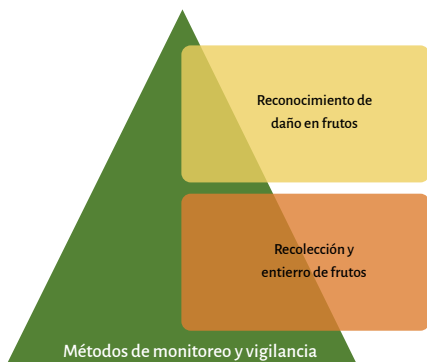 Reconocimiento de
daño en frutos
Recolección y
entierro de frutos
Métodos de monitoreo y vigilancia